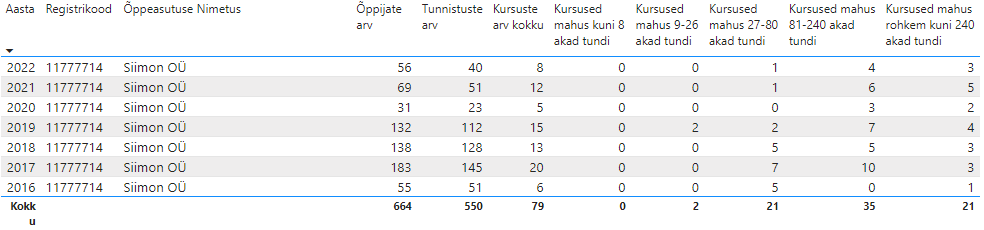 Aasta Registrikood Õppeasutuse Nimetus Õppijate Tunnistuste Kursuste Kursused Kursused Kursused Kursused mahus Kursused mahus
arv arv arv kokku mahus kuni 8 mahus 9-26 mahus 27-80 81-240 akad rohkem kuni 240
akad tundi akad tundi akad tundi tundi akad tundi
2022 11777714 Siimon OÜ 56 40 8 0 0 1 4 3
2021 11777714 Siimon OÜ 69 51 12 0 0 1 6 5
2020 11777714 Siimon OÜ 31 23 5 0 0 0 3 2
2019 11777714 Siimon OÜ 132 112 15 0 2 2 7 4
2018 11777714 Siimon OÜ 138 128 13 0 0 5 5 3
2017 11777714 Siimon OÜ 183 145 20 0 0 7 10 3
2016 11777714 Siimon OÜ 55 51 6 0 0 5 0 1
Kokk 664 550 79 0 2 21 35 21
u